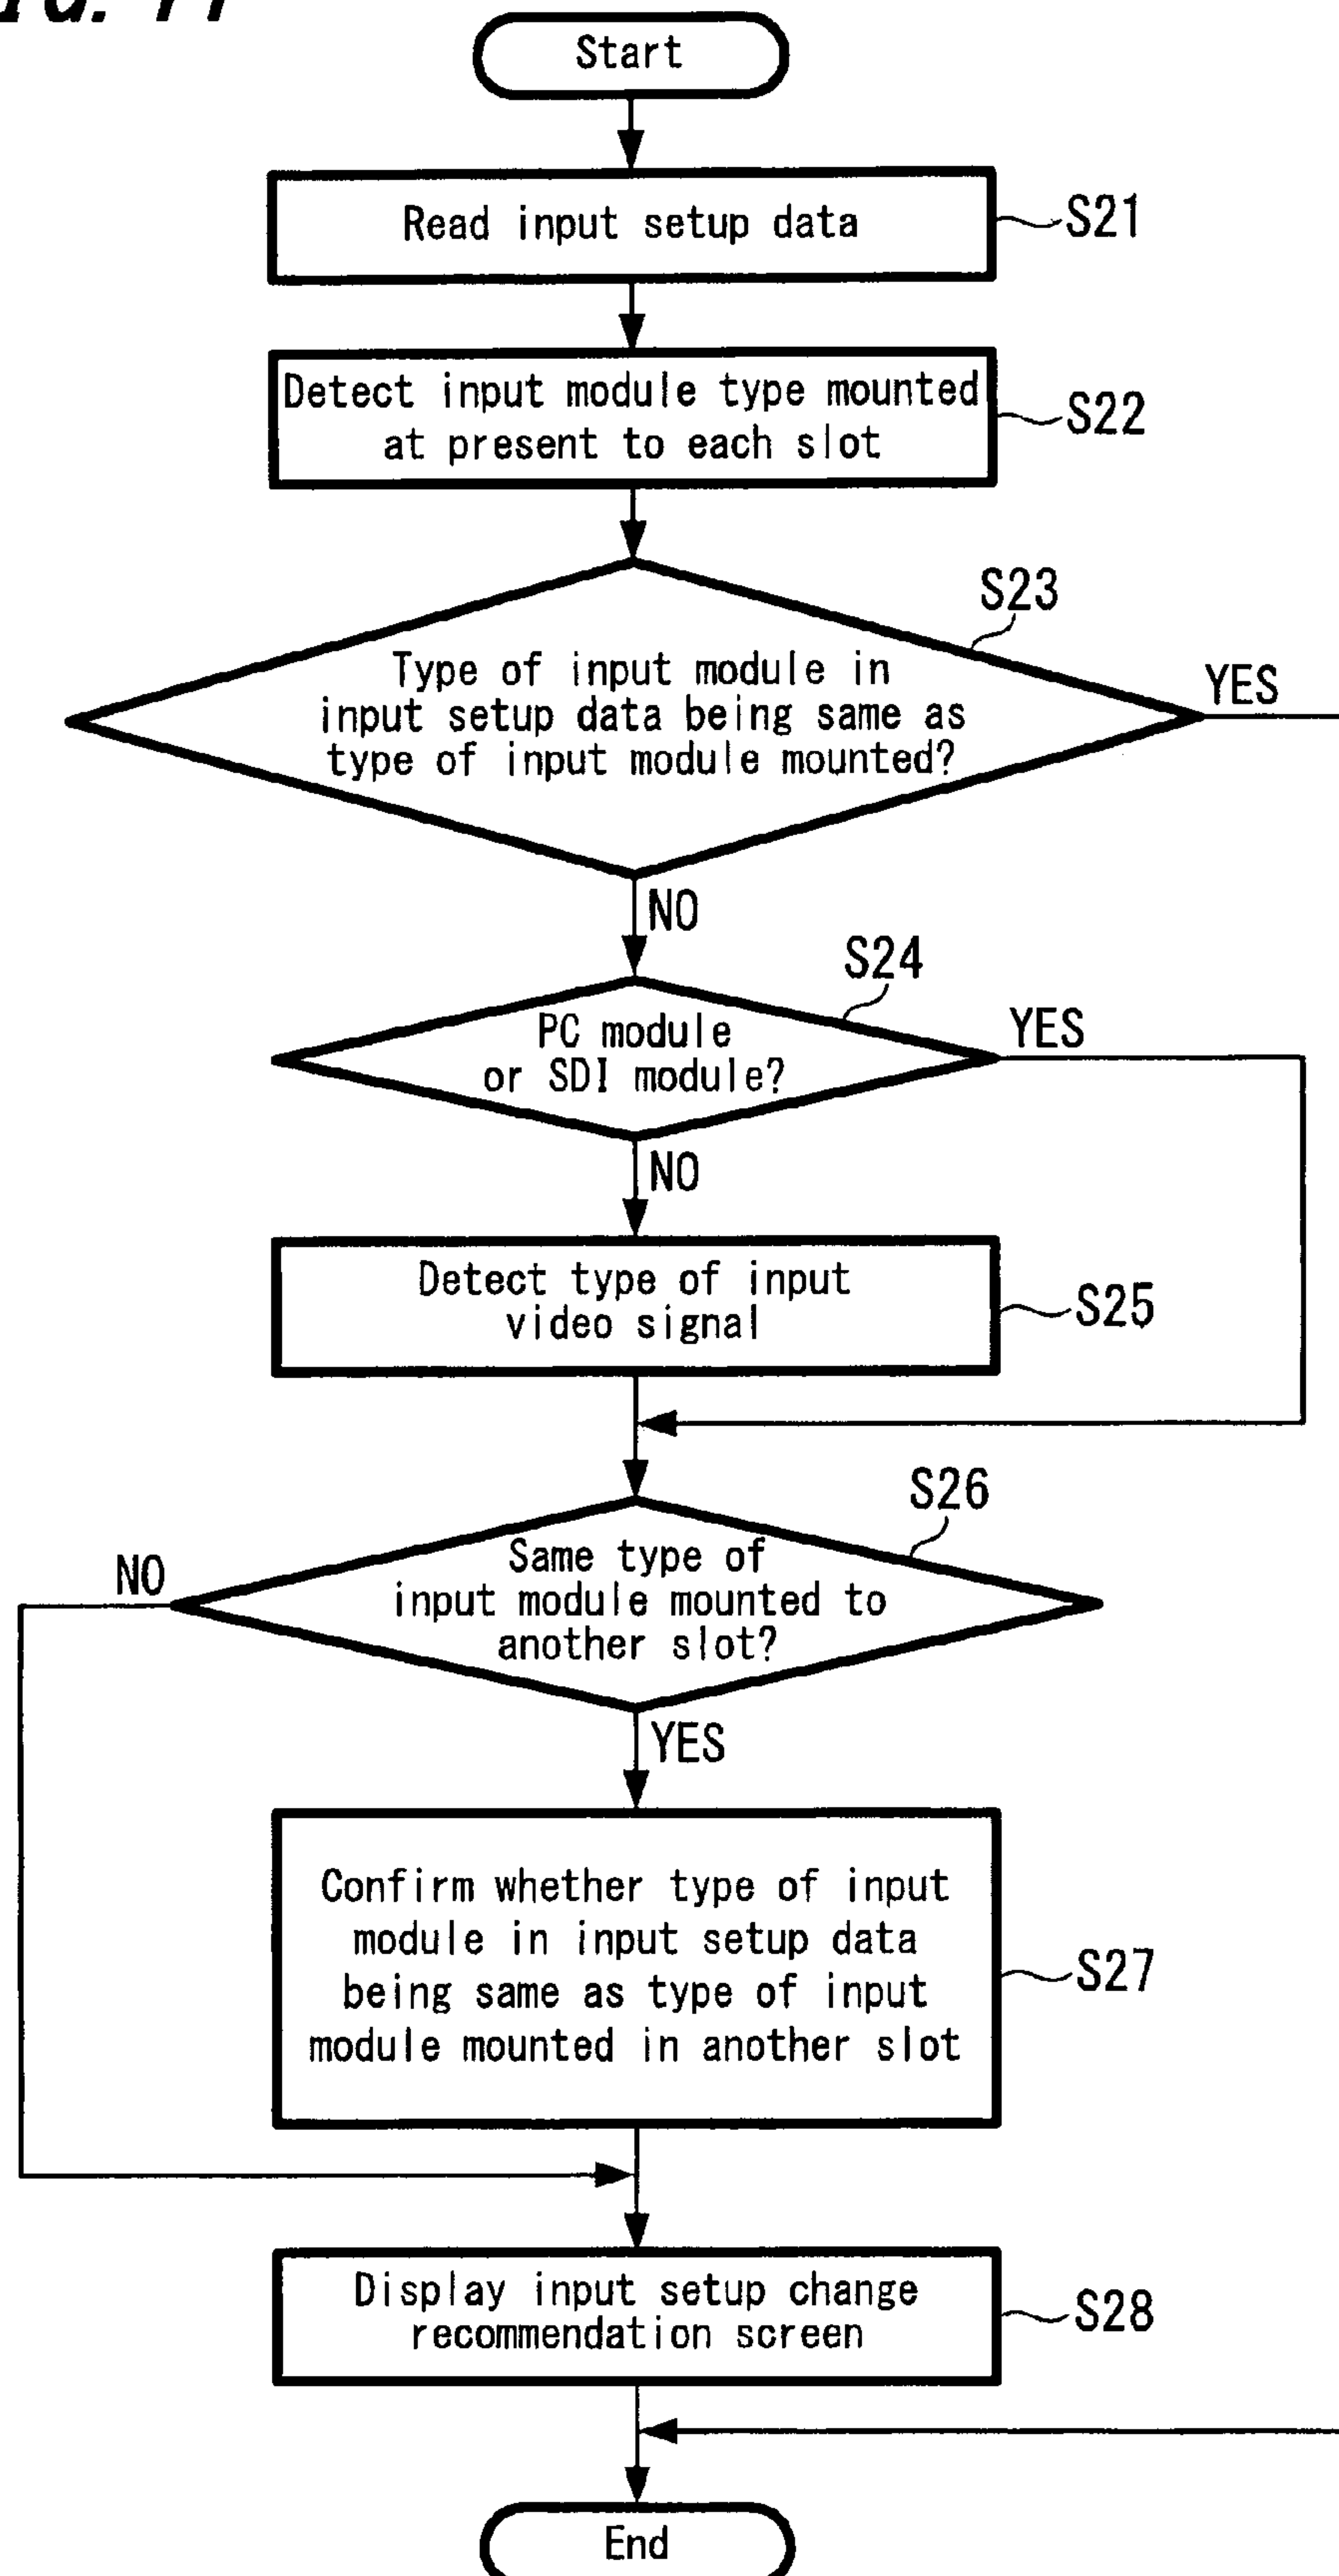 Start
Read input setup data
S21
Detect input module type mounted
at present to each slot
S22
S23
Type of input module in
input setup data being same as
type of input module mounted?
YES
NO
S24
PC module
or SDI module?
YES
NO
Detect type of input
video signal
S25
S26
Same type of
input module mounted to
another slot?
NO
YES
Confirm whether type of input
module in input setup data
being same as type of input
module mounted in another slot
S27
Display input setup change
recommendation screen
S28
End